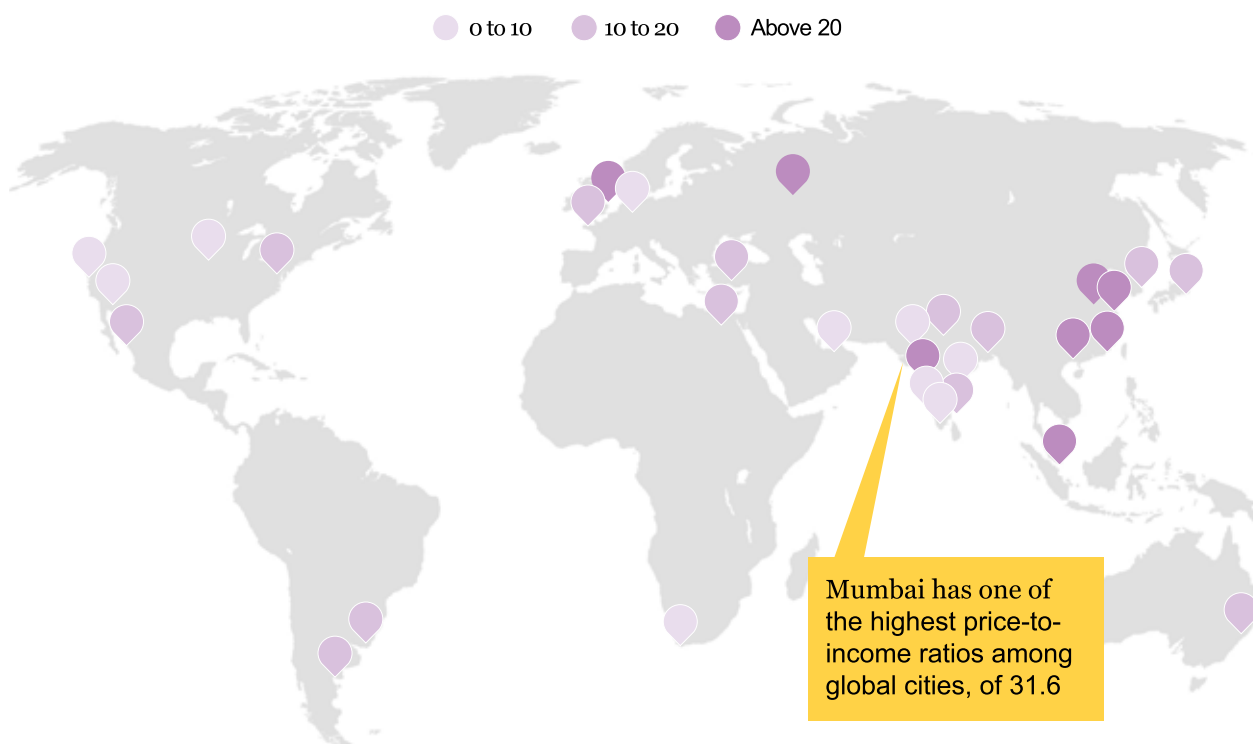 0 to 10
10 to 20
Above 20
Mumbai has one of
the highest price-to-
income ratios among
global cities, of 31.6